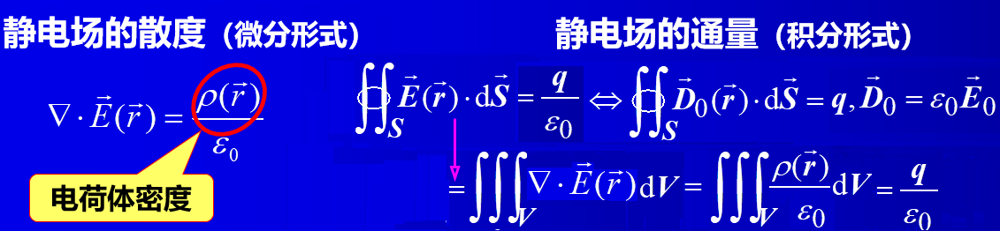 静电场的散度（微分形式）
静电场的通量（积分形式）
∇·E⃗(r⃗) = ρ(r⃗)/ε₀
电荷体密度
∯_S E⃗(r⃗)·dS⃗ = q/ε₀ ⇔ ∯_S D⃗₀(r⃗)·dS⃗ = q, D⃗₀ = ε₀E⃗₀
= ∭_V ∇·E⃗(r⃗)dV = ∭_V ρ(r⃗)/ε₀ dV = q/ε₀